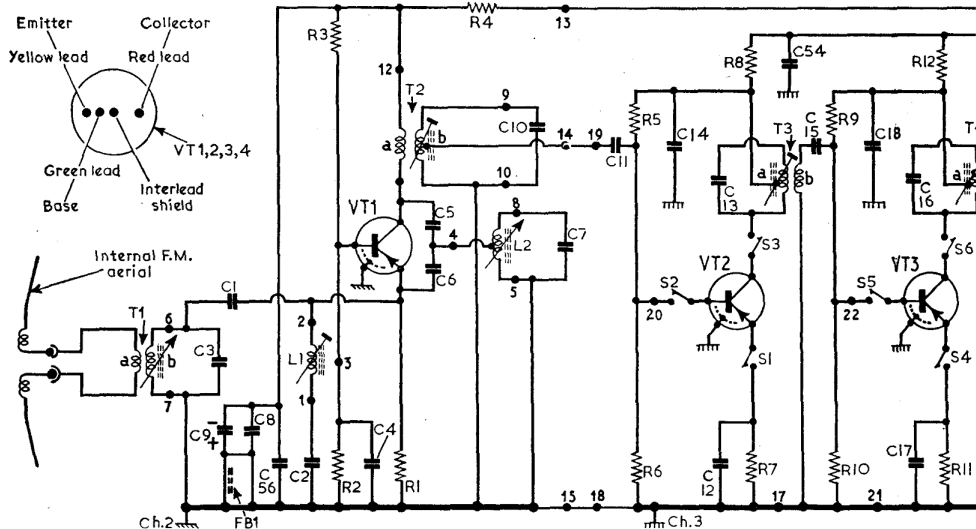 Emitter
Yellow lead
Collector
Red lead
VT1,2,3,4
Green lead
Base
Interlead
shield
Internal F.M.
aerial
T1
a
b
6
7
C3
C1
2
L1
1
3
C9
-
+
C8
FB1
C
56
C2
R2
C4
R1
Ch.2
R3
R4
13
12
T2
a
b
9
C10
10
14
19
C11
VT1
C5
4
C6
8
L2
C7
5
15
18
Ch.3
R5
C14
R8
C54
T3
a
b
C
13
C
15
S3
VT2
S2
20
S1
R6
C
12
R7
17
R9
C18
R12
T
a
C
16
S6
VT3
S5
22
S4
R10
C17
R11
21